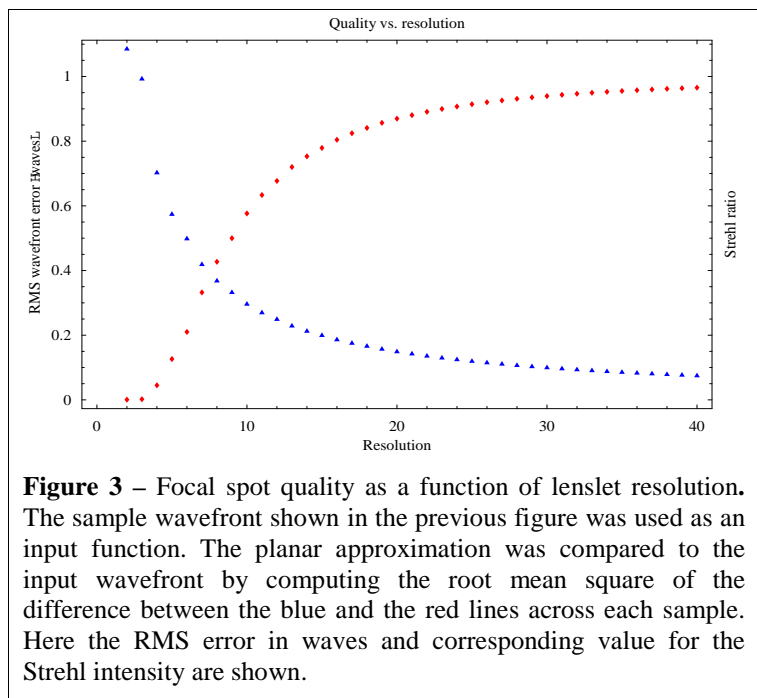 Quality vs. resolution
1
0.8
0.6
0.4
0.2
0
RMS wavefront error HwavesL
Strehl ratio
0 10 20 30 40
Resolution
Figure 3 – Focal spot quality as a function of lenslet resolution.
The sample wavefront shown in the previous figure was used as an
input function. The planar approximation was compared to the
input wavefront by computing the root mean square of the
difference between the blue and the red lines across each sample.
Here the RMS error in waves and corresponding value for the
Strehl intensity are shown.